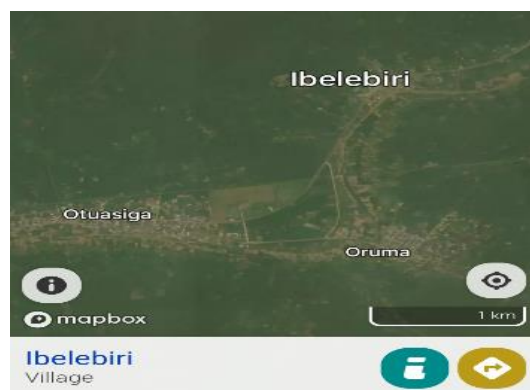 Ibelebiri
Otuasiga
Oruma
mapbox
1 km
Ibelebiri
Village